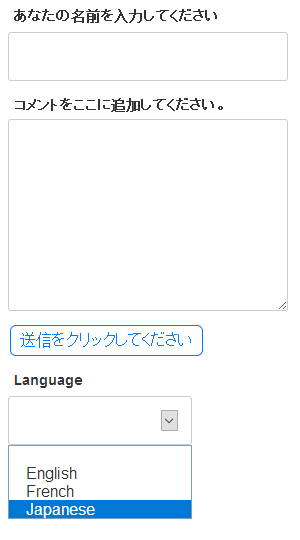 あなたの名前を入力してください
コメントをここに追加してください。
送信をクリックしてください
Language
English
French
Japanese